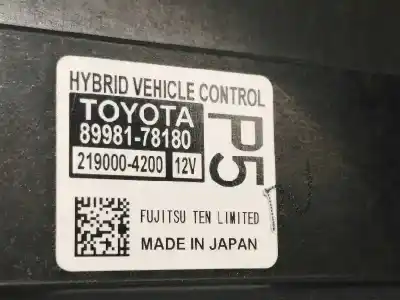 HYBRID VEHICLE CONTROL
TOYOTA
89981-78180
219000-4200 12V
P5
FUJITSU TEN LIMITED
MADE IN JAPAN